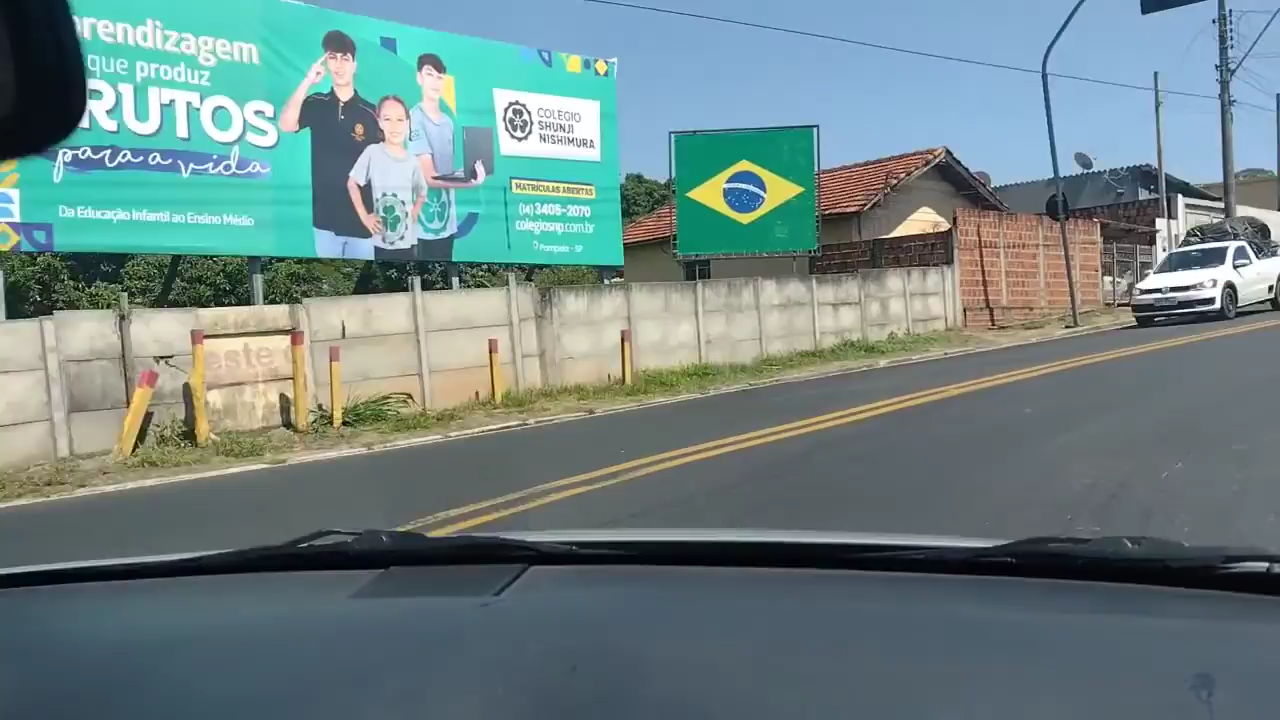 prendizagem
que produz
RUTOS
para a vida
Da Educação Infantil ao Ensino Médio
COLEGIO
SHUNJI
NISHIMURA
MATRÍCULAS ABERTAS
(14) 3405-2070
colegiosnp.com.br
Pompeia - SP
este